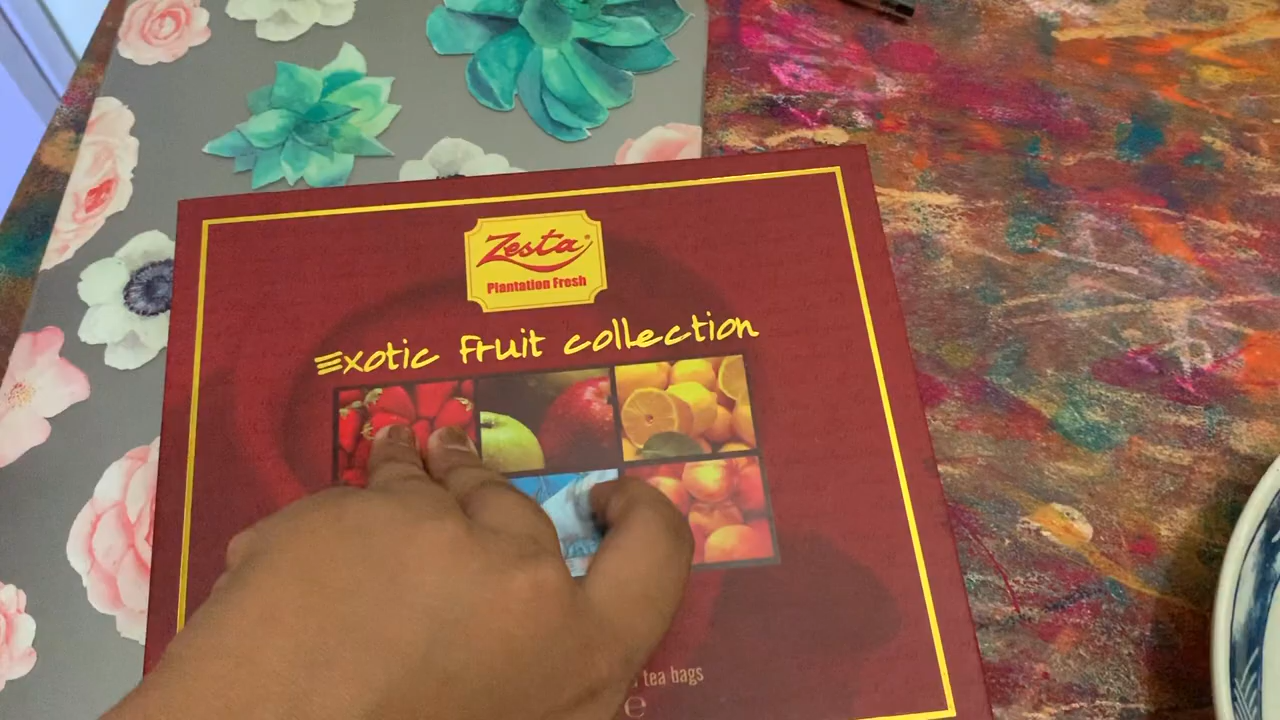 Zesta
Plantation Fresh
Exotic Fruit collection
tea bags
e